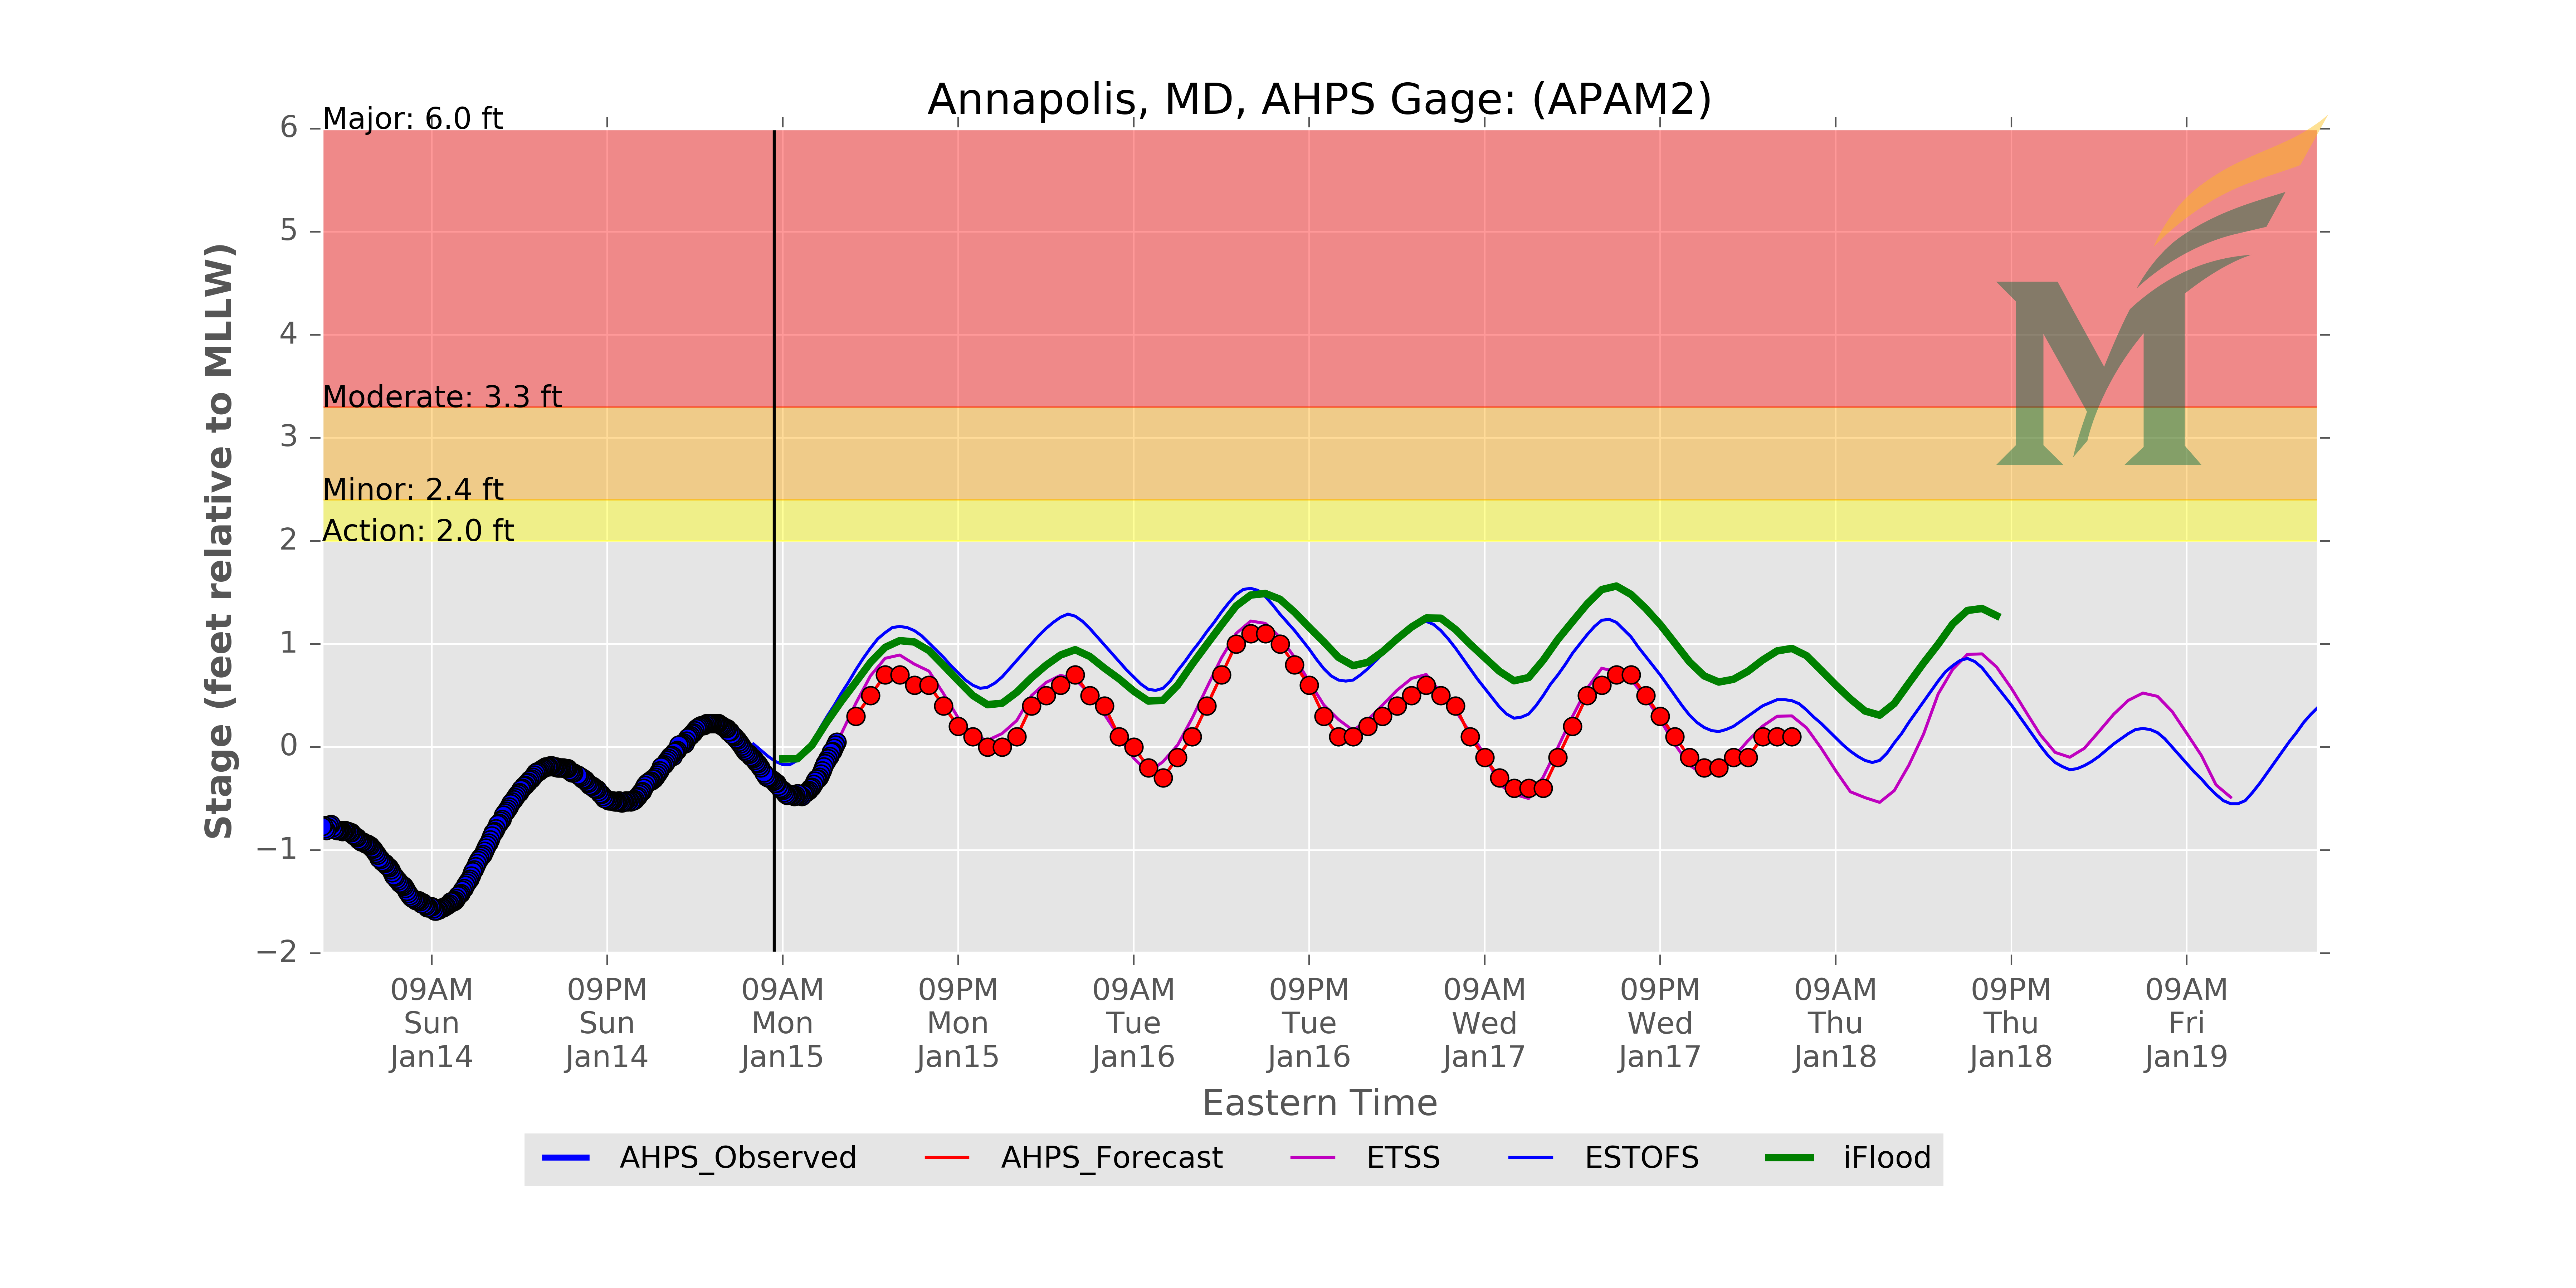 Annapolis, MD, AHPS Gage: (APAM2)
Major: 6.0 ft
Moderate: 3.3 ft
Minor: 2.4 ft
Action: 2.0 ft
Stage (feet relative to MLLW)
6
5
4
3
2
1
0
−1
−2
09AM Sun Jan14
09PM Sun Jan14
09AM Mon Jan15
09PM Mon Jan15
09AM Tue Jan16
09PM Tue Jan16
09AM Wed Jan17
09PM Wed Jan17
09AM Thu Jan18
09PM Thu Jan18
09AM Fri Jan19
Eastern Time
AHPS_Observed AHPS_Forecast ETSS ESTOFS iFlood
M